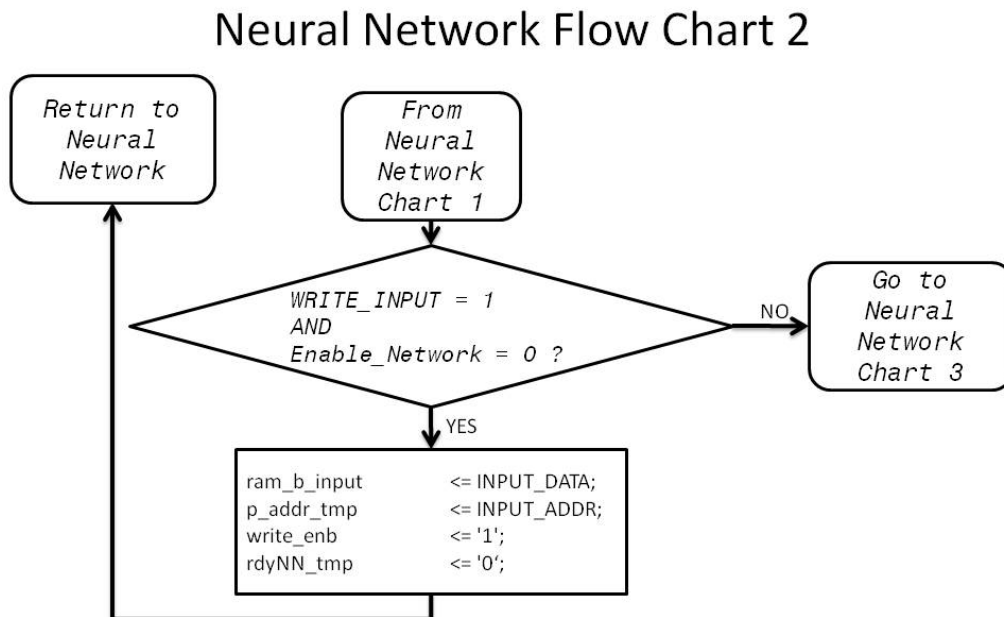 Neural Network Flow Chart 2
Return to
Neural
Network
From
Neural
Network
Chart 1
WRITE_INPUT = 1
AND
Enable_Network = 0 ?
NO
Go to
Neural
Network
Chart 3
YES
ram_b_input <= INPUT_DATA;
p_addr_tmp <= INPUT_ADDR;
write_enb <= '1';
rdyNN_tmp <= '0‘;